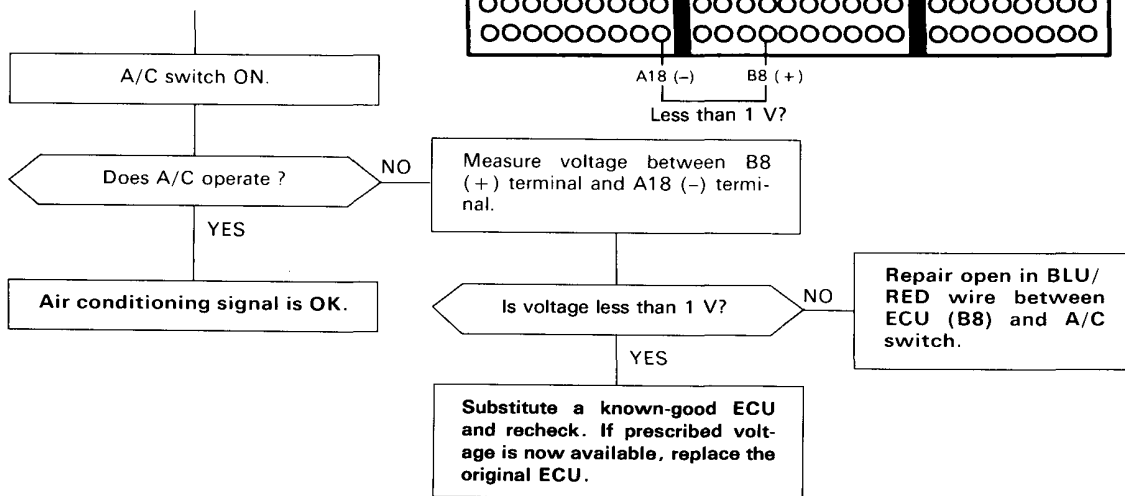 A18 (−) B8 (+)
Less than 1 V?
A/C switch ON.
Does A/C operate ?
NO
Measure voltage between B8
(+) terminal and A18 (−) termi-
nal.
YES
Air conditioning signal is OK.
Is voltage less than 1 V?
NO
Repair open in BLU/
RED wire between
ECU (B8) and A/C
switch.
YES
Substitute a known-good ECU
and recheck. If prescribed volt-
age is now available, replace the
original ECU.